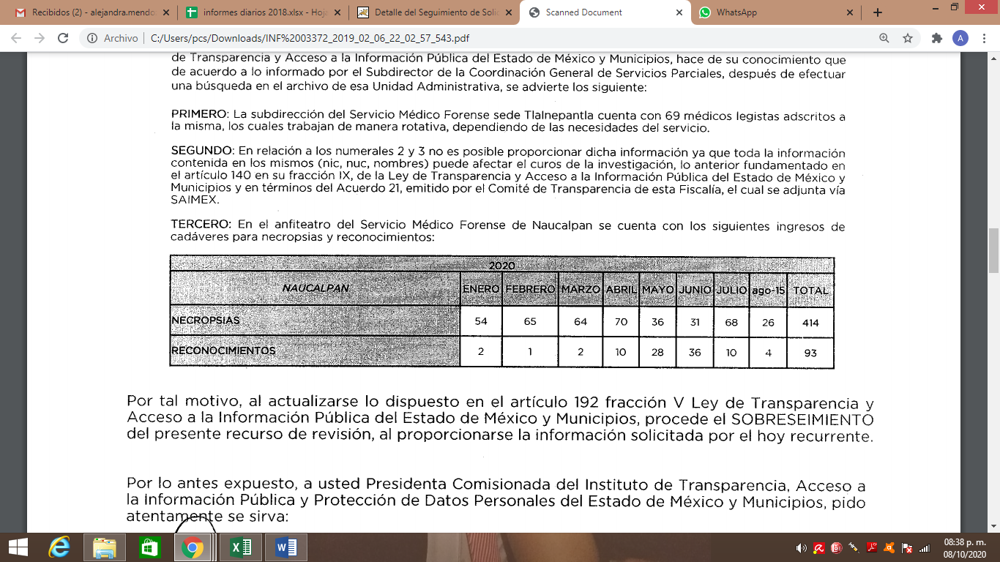 Recibidos (2) - alejandra.mendo
informes diarios 2018.xlsx - Hoja
Detalle del Seguimiento de Solic
Scanned Document
WhatsApp
Archivo C:/Users/pcs/Downloads/INF%2003372_2019_02_06_22_02_57_543.pdf
A
de Transparencia y Acceso a la Información Pública del Estado de México y Municipios, hace de su conocimiento que
de acuerdo a lo informado por el Subdirector de la Coordinación General de Servicios Parciales, después de efectuar
una búsqueda en el archivo de esa Unidad Administrativa, se advierte los siguiente:
PRIMERO: La subdirección del Servicio Médico Forense sede Tlalnepantla cuenta con 69 médicos legistas adscritos a
la misma, los cuales trabajan de manera rotativa, dependiendo de las necesidades del servicio.
SEGUNDO: En relación a los numerales 2 y 3 no es posible proporcionar dicha información ya que toda la información
contenida en los mismos (nic, nuc, nombres) puede afectar el curos de la investigación, lo anterior fundamentado en
el artículo 140 en su fracción IX, de la Ley de Transparencia y Acceso a la Información Pública del Estado de México y
Municipios y en términos del Acuerdo 21, emitido por el Comité de Transparencia de esta Fiscalía, el cual se adjunta vía
SAIMEX.
TERCERO: En el anfiteatro del Servicio Médico Forense de Naucalpan se cuenta con los siguientes ingresos de
cadáveres para necropsias y reconocimientos:
2020
NAUCALPAN ENERO FEBRERO MARZO ABRIL MAYO JUNIO JULIO ago-15 TOTAL
NECROPSIAS 54 65 64 70 36 31 68 26 414
RECONOCIMIENTOS 2 1 2 10 28 36 10 4 93
Por tal motivo, al actualizarse lo dispuesto en el artículo 192 fracción V Ley de Transparencia y
Acceso a la Información Pública del Estado de México y Municipios, procede el SOBRESEIMIENTO
del presente recurso de revisión, al proporcionarse la información solicitada por el hoy recurrente.
Por lo antes expuesto, a usted Presidenta Comisionada del Instituto de Transparencia, Acceso a
la Información Pública y Protección de Datos Personales del Estado de México y Municipios, pido
atentamente se sirva:
08:38 p. m.
08/10/2020